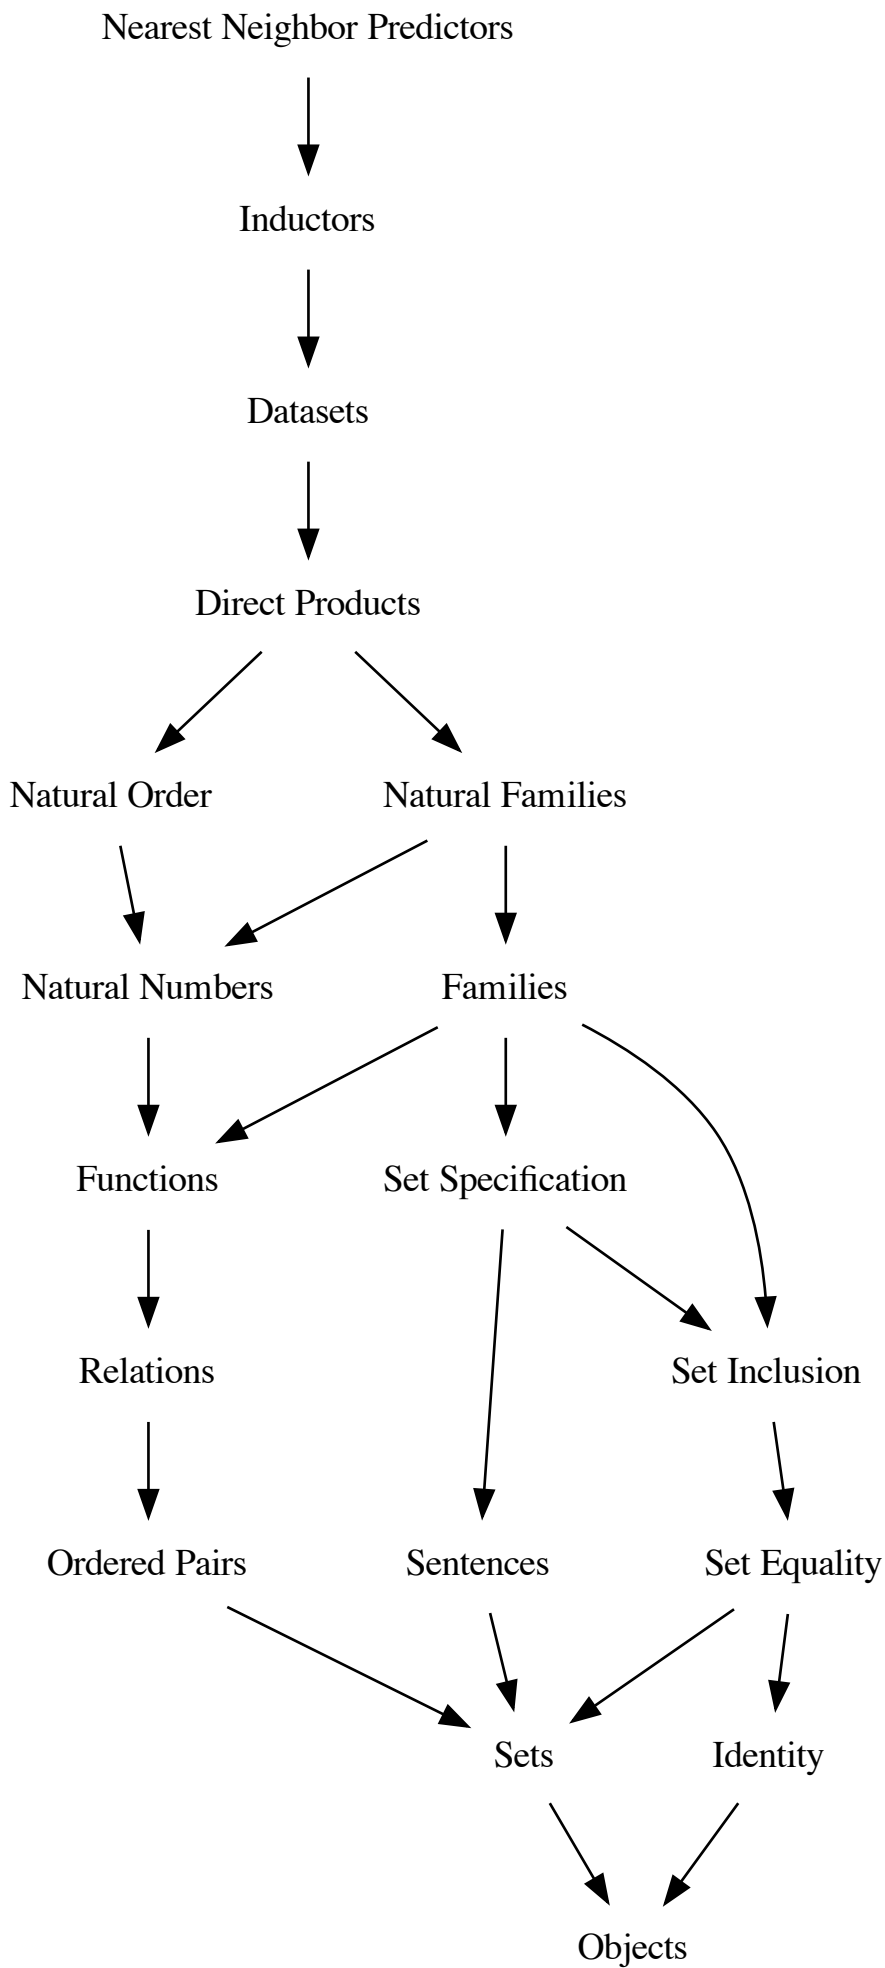 Nearest Neighbor Predictors
Inductors
Datasets
Direct Products
Natural Order
Natural Families
Natural Numbers
Families
Functions
Set Specification
Relations
Set Inclusion
Ordered Pairs
Sentences
Set Equality
Sets
Identity
Objects